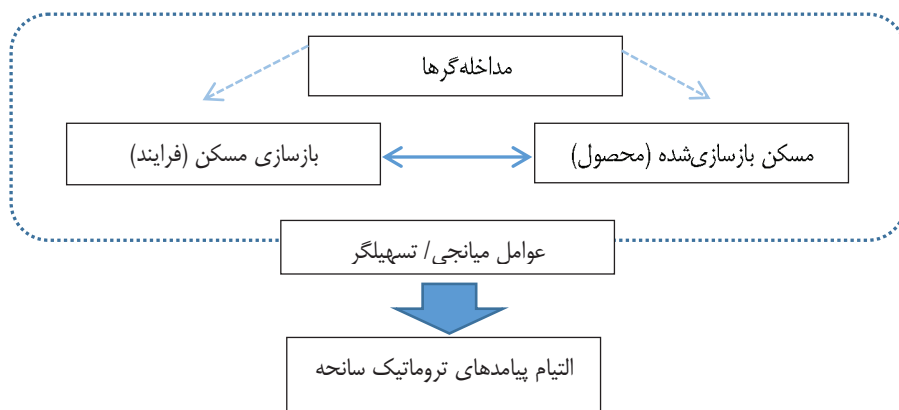 مداخله‌گرها
مسکن بازسازی‌شده (محصول)
بازسازی مسکن (فرایند)
عوامل میانجی/ تسهیلگر
التیام پیامدهای تروماتیک سانحه